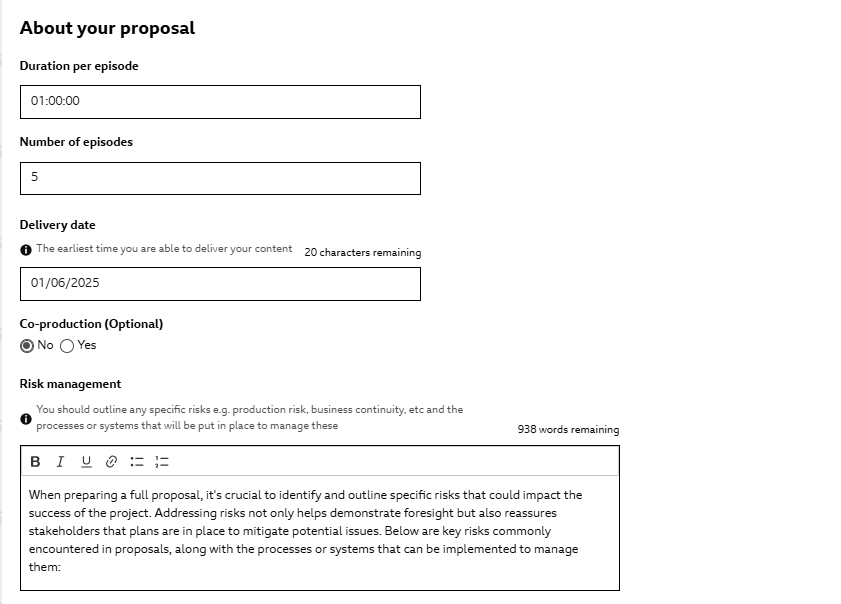 About your proposal
Duration per episode
01:00:00
Number of episodes
5
Delivery date
The earliest time you are able to deliver your content
20 characters remaining
01/06/2025
Co-production (Optional)
No Yes
Risk management
You should outline any specific risks e.g. production risk, business continuity, etc and the
processes or systems that will be put in place to manage these
938 words remaining
B I U
When preparing a full proposal, it's crucial to identify and outline specific risks that could impact the
success of the project. Addressing risks not only helps demonstrate foresight but also reassures
stakeholders that plans are in place to mitigate potential issues. Below are key risks commonly
encountered in proposals, along with the processes or systems that can be implemented to manage
them: